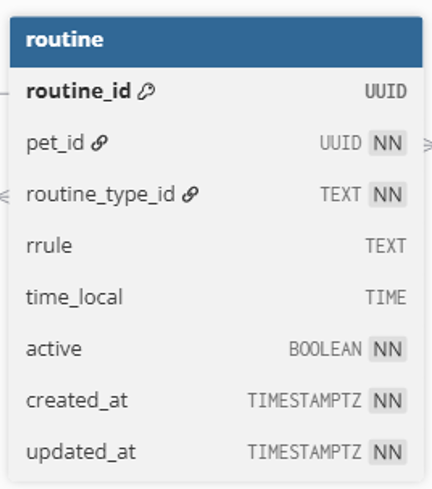 routine
routine_id UUID
pet_id UUID NN
routine_type_id TEXT NN
rrule TEXT
time_local TIME
active BOOLEAN NN
created_at TIMESTAMPTZ NN
updated_at TIMESTAMPTZ NN